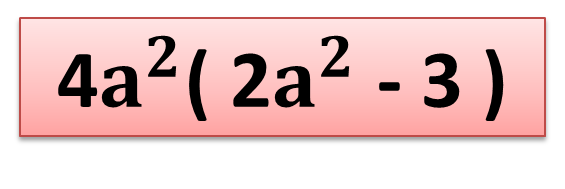 4a²( 2a² - 3 )